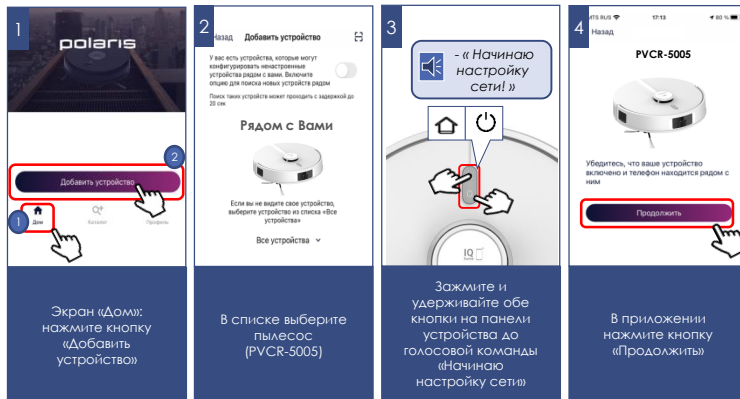 1
polaris
2
Добавить устройство
1
Дом
Каталог
Профиль
Экран «Дом»:
нажмите кнопку
«Добавить
устройство»
2
Назад
Добавить устройство
У вас есть устройства, которые могут
конфигурировать ненастроенные
устройства рядом с вами. Включите
опцию для поиска новых устройств рядом
Поиск таких устройств может проходить с задержкой до
20 сек
Рядом с Вами
Если вы не видите свое устройство,
выберите устройство из списка «Все
устройства»
Все устройства
В списке выберите
пылесос
(PVCR-5005)
3
- « Начинаю
настройку
сети! »
IQ
Зажмите и
удерживайте обе
кнопки на панели
устройства до
голосовой команды
«Начинаю
настройку сети»
4
MTS RUS
17:13
80 %
Назад
PVCR-5005
Убедитесь, что ваше устройство
включено и телефон находится рядом с
ним
Продолжить
В приложении
нажмите кнопку
«Продолжить»